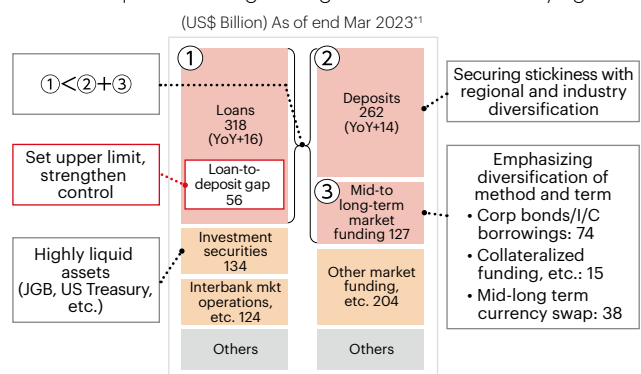 (US$ Billion) As of end Mar 2023*1
①<②+③
Set upper limit,
strengthen
control
Highly liquid
assets
(JGB, US Treasury,
etc.)
①
Loans
318
(YoY+16)
Loan-to-
deposit gap
56
Investment
securities
134
Interbank mkt
operations,
etc. 124
Others
②
Deposits
262
(YoY+14)
③
Mid-to
long-term
market
funding 127
Other market
funding,
etc. 204
Others
Securing stickiness with
regional and industry
diversification
Emphasizing
diversification of
method and term
• Corp bonds/I/C
borrowings: 74
• Collateralized
funding, etc.: 15
• Mid-long term
currency swap: 38